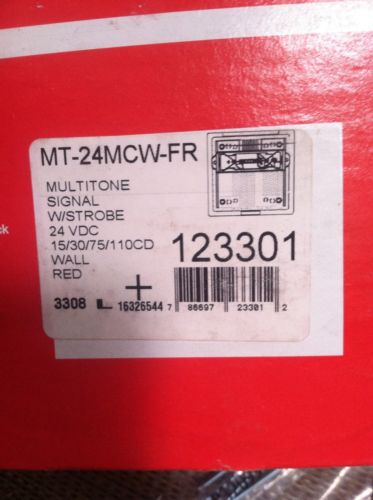 MT-24MCW-FR
MULTITONE
SIGNAL
W/STROBE
24 VDC
15/30/75/110CD
WALL
RED
123301
3308 L 16326544
7 86697 23301 2
ck